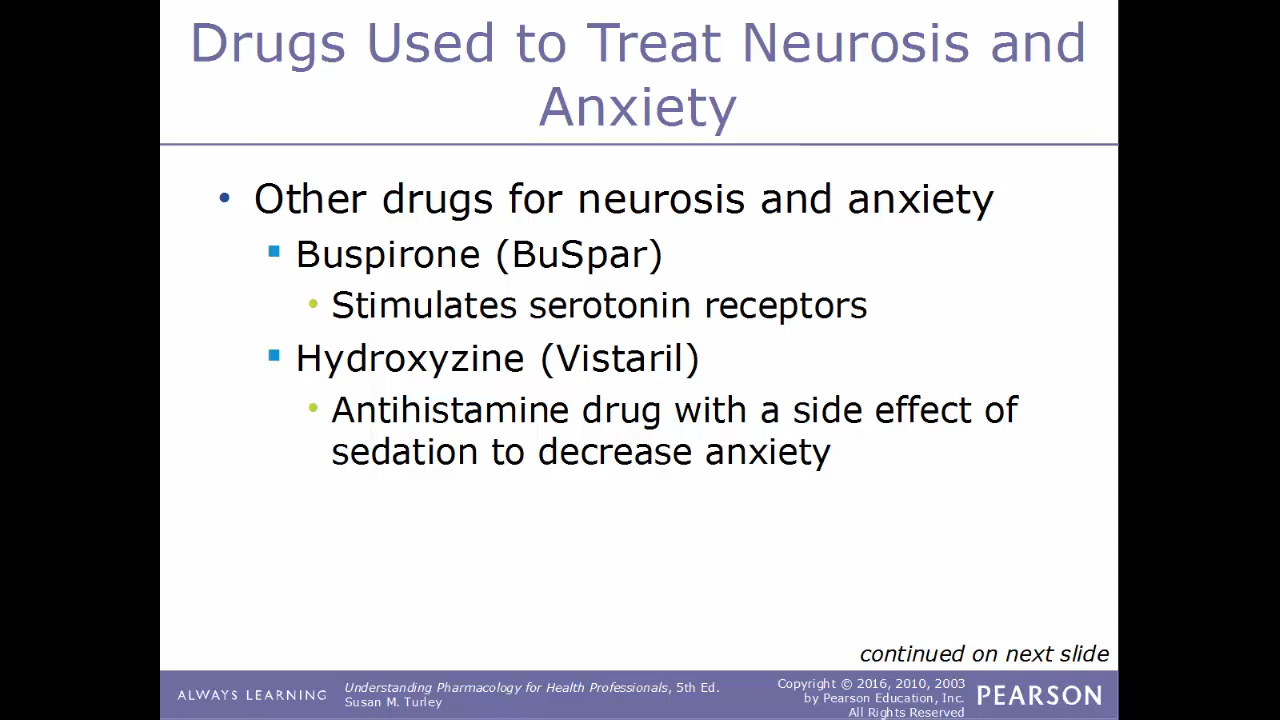 Drugs Used to Treat Neurosis and
Anxiety
• Other drugs for neurosis and anxiety
▪ Buspirone (BuSpar)
• Stimulates serotonin receptors
▪ Hydroxyzine (Vistaril)
• Antihistamine drug with a side effect of
sedation to decrease anxiety
continued on next slide
ALWAYS LEARNING
Understanding Pharmacology for Health Professionals, 5th Ed.
Susan M. Turley
Copyright © 2016, 2010, 2003
by Pearson Education, Inc.
All Rights Reserved
PEARSON